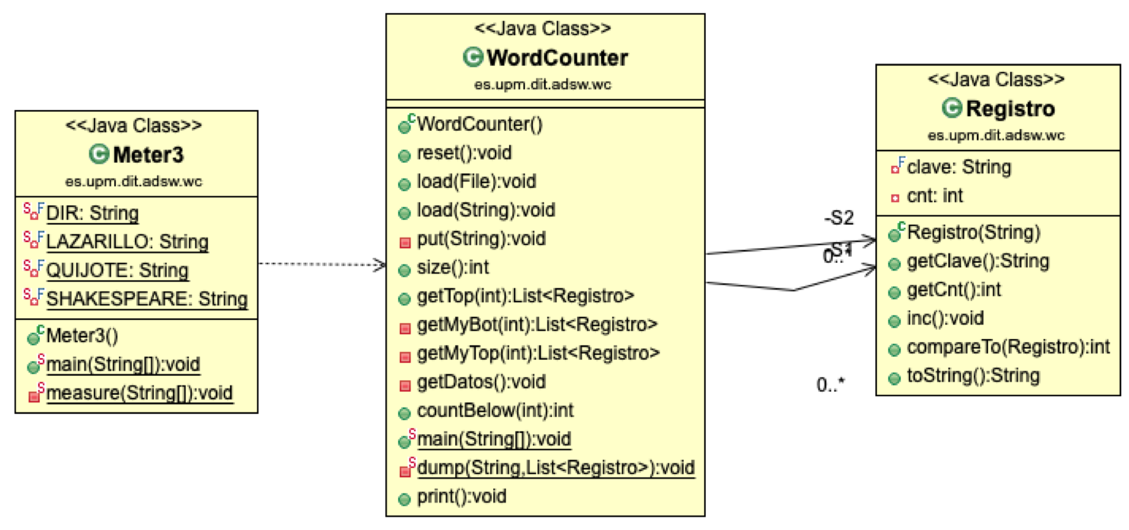 <<Java Class>>
Meter3
es.upm.dit.adsw.wc
DIR: String
LAZARILLO: String
QUIJOTE: String
SHAKESPEARE: String
Meter3()
main(String[]):void
measure(String[]):void
<<Java Class>>
WordCounter
es.upm.dit.adsw.wc
WordCounter()
reset():void
load(File):void
load(String):void
put(String):void
size():int
getTop(int):List<Registro>
getMyBot(int):List<Registro>
getMyTop(int):List<Registro>
getDatos():void
countBelow(int):int
main(String[]):void
dump(String,List<Registro>):void
print():void
-S2
-S1
0..*
0..*
<<Java Class>>
Registro
es.upm.dit.adsw.wc
clave: String
cnt: int
Registro(String)
getClave():String
getCnt():int
inc():void
compareTo(Registro):int
toString():String